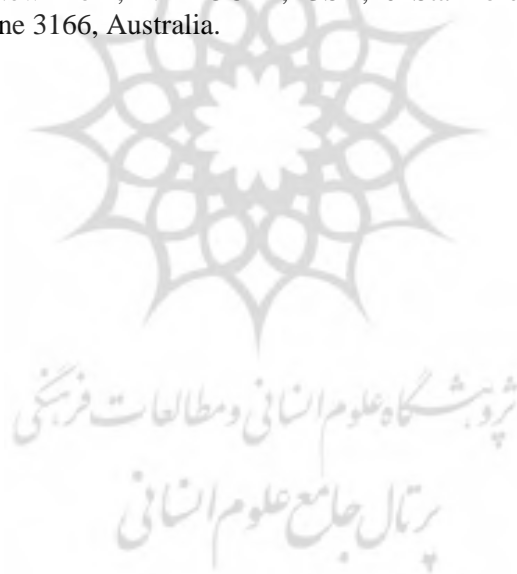 ne 3166, Australia.
پژوهشگاه علوم انسانی و مطالعات فرهنگی
پرتال جامع علوم انسانی